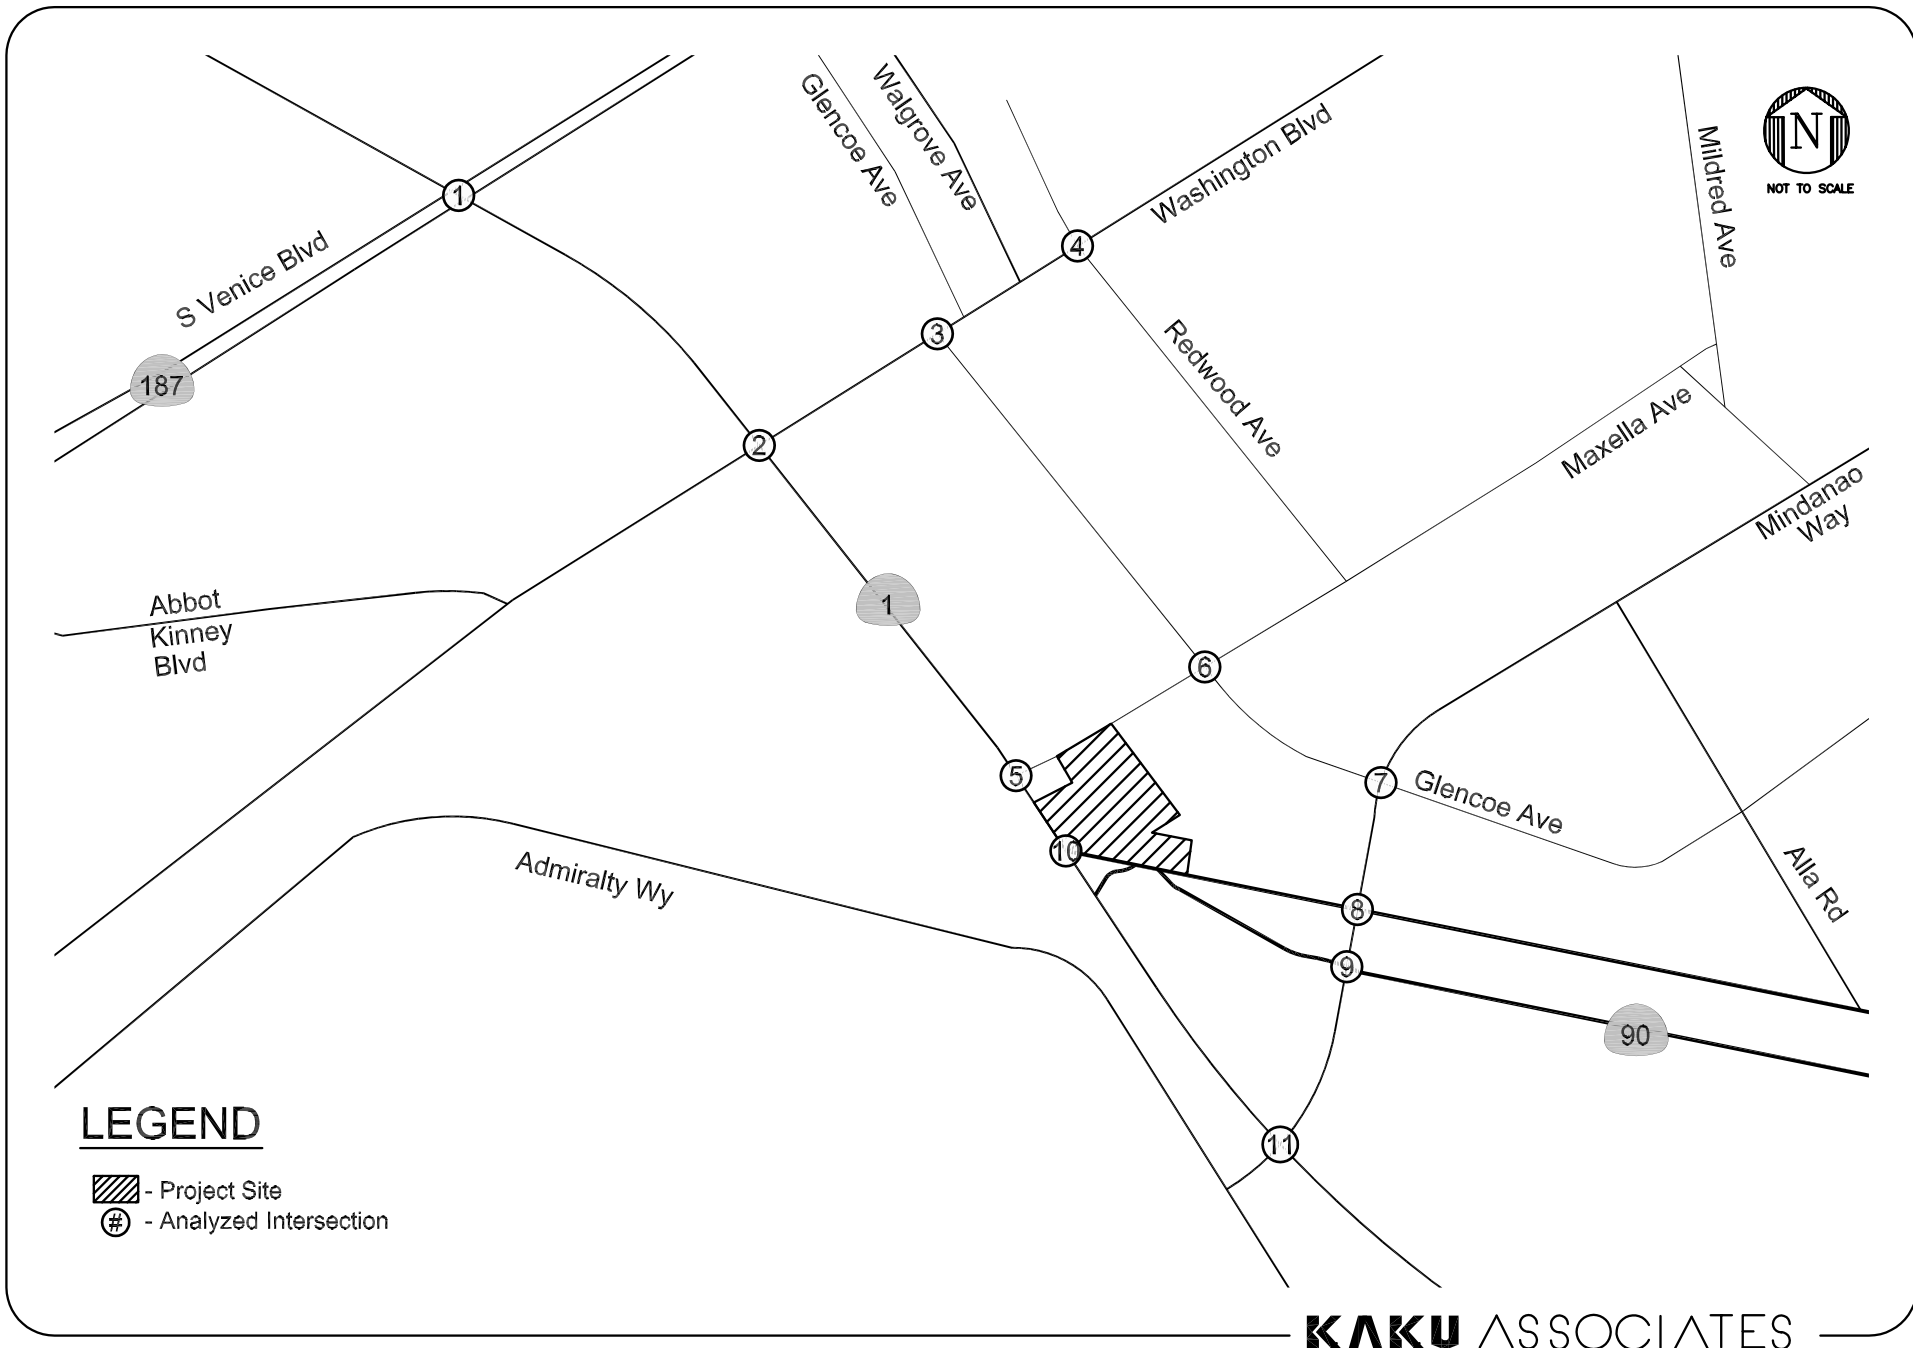 Glencoe Ave
Walgrove Ave
Washington Blvd
Mildred Ave
N
NOT TO SCALE
1
S Venice Blvd
187
4
3
2
Redwood Ave
Maxella Ave
Mindanao
Way
Abbot
Kinney
Blvd
1
6
5
7
Glencoe Ave
10
Admiralty Wy
8
Alla Rd
9
90
11
LEGEND
- Project Site
# - Analyzed Intersection
KAKU ASSOCIATES